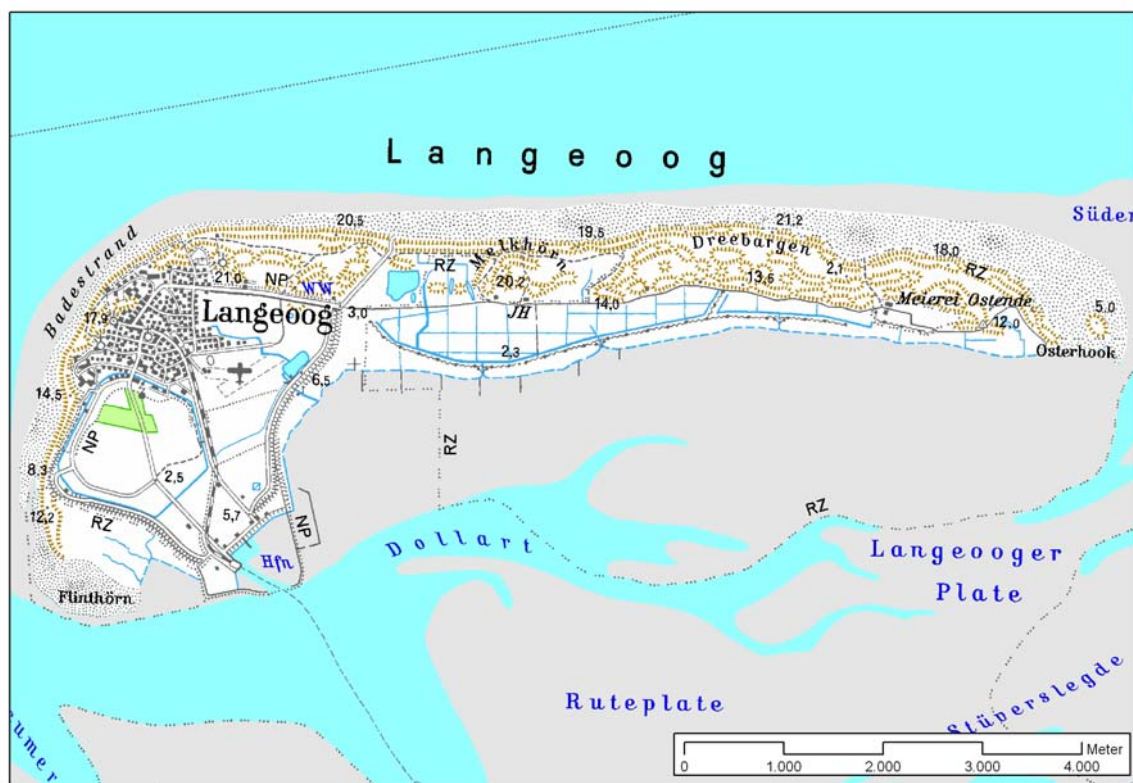 Langeoog
Süder
Badestrand
20,5
19,5
21,2
Dreebargen
18,0
RZ
Melkhörn
RZ
21,0
NP
WW
20,2
13,6
2,1
Meierei Ostende
5,0
17,9
Langeoog
3,0
JH
14,0
12,0
Osterhook
2,3
6,5
14,5
NP
RZ
8,3
2,5
12,2
RZ
5,7
NP
RZ
Dollart
Langeooger
Plate
Hfn
Flinthörn
Ruteplate
Stüverslegde
umer
Meter
0 1.000 2.000 3.000 4.000